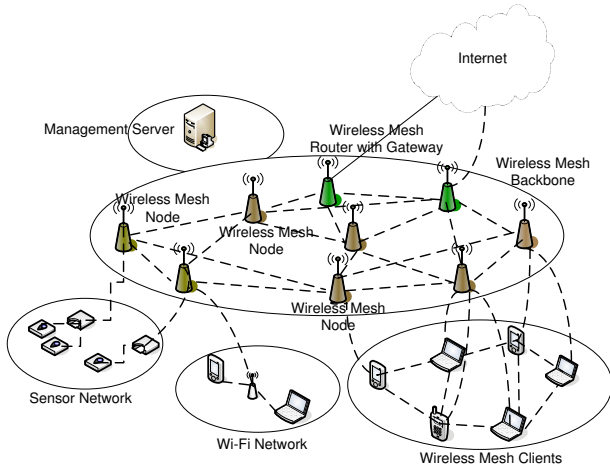 Internet
Management Server
Wireless Mesh
Router with Gateway
Wireless Mesh
Backbone
Wireless Mesh
Node
Wireless Mesh
Node
Wireless Mesh
Node
Sensor Network
Wi-Fi Network
Wireless Mesh Clients